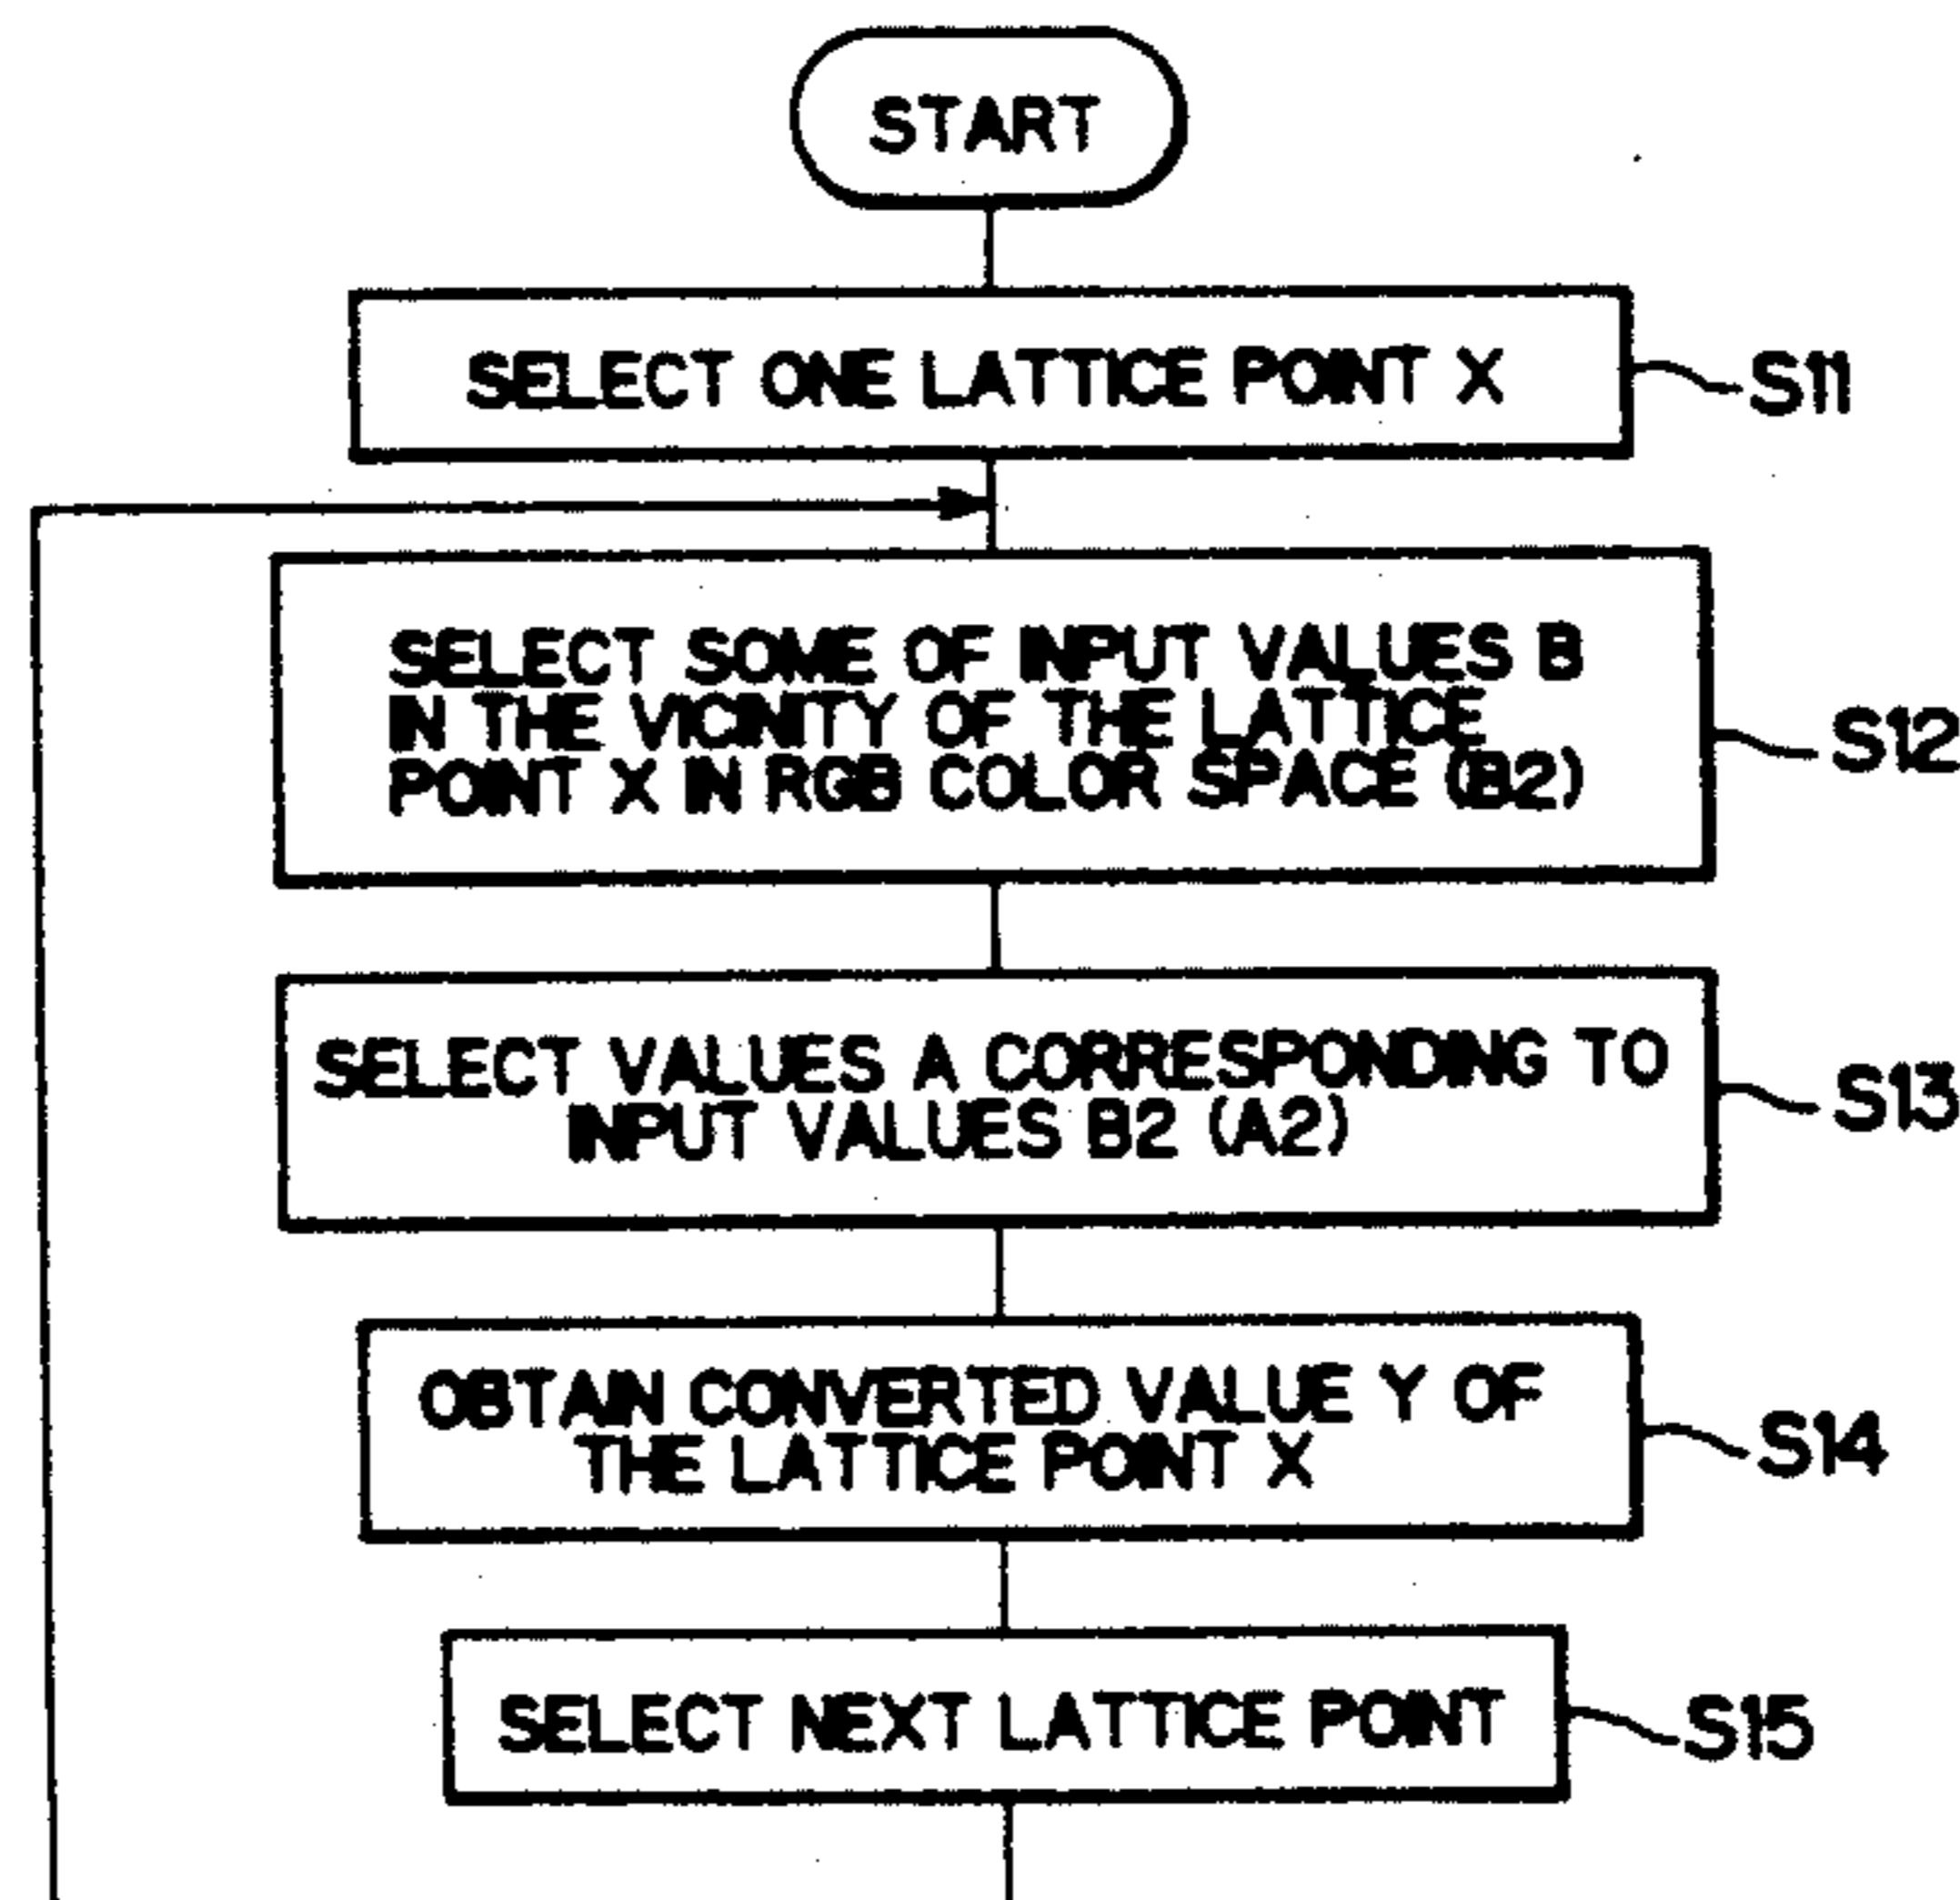 START
SELECT ONE LATTICE POINT X
S11
SELECT SOME OF INPUT VALUES B
IN THE VICINITY OF THE LATTICE
POINT X IN RGB COLOR SPACE (B2)
S12
SELECT VALUES A CORRESPONDING TO
INPUT VALUES B2 (A2)
S13
OBTAIN CONVERTED VALUE Y OF
THE LATTICE POINT X
S14
SELECT NEXT LATTICE POINT
S15